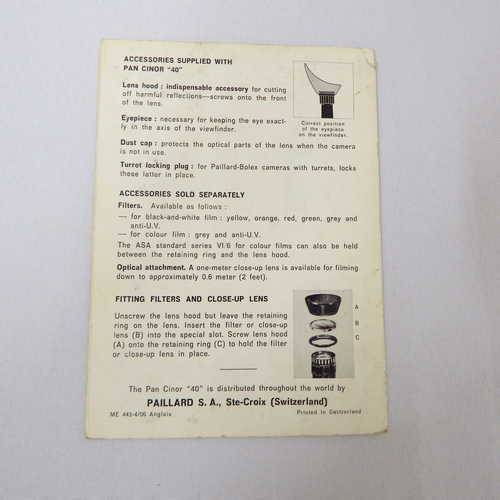 ACCESSORIES SUPPLIED WITH
PAN CINOR "40"
Lens hood : indispensable accessory for cutting
off harmful reflections—screws onto the front
of the lens.
Eyepiece : necessary for keeping the eye exact-
ly in the axis of the viewfinder.
Correct position
of the eyepiece
on the viewfinder.
Dust cap : protects the optical parts of the lens when the camera
is not in use.
Turret locking plug : for Paillard-Bolex cameras with turrets, locks
these latter in place.
ACCESSORIES SOLD SEPARATELY
Filters. Available as follows :
— for black-and-white film : yellow, orange, red, green, grey and
anti-U.V.
— for colour film : grey and anti-U.V.
The ASA standard series VI/6 for colour films can also be held
between the retaining ring and the lens hood.
Optical attachment. A one-meter close-up lens is available for filming
down to approximately 0.6 meter (2 feet).
FITTING FILTERS AND CLOSE-UP LENS
Unscrew the lens hood but leave the retaining
ring on the lens. Insert the filter or close-up
lens (B) into the special slot. Screw lens hood
(A) onto the retaining ring (C) to hold the filter
or close-up lens in place.
A
B
C
The Pan Cinor "40" is distributed throughout the world by
PAILLARD S. A., Ste-Croix (Switzerland)
ME 445-4/06 Anglais
Printed in Switzerland